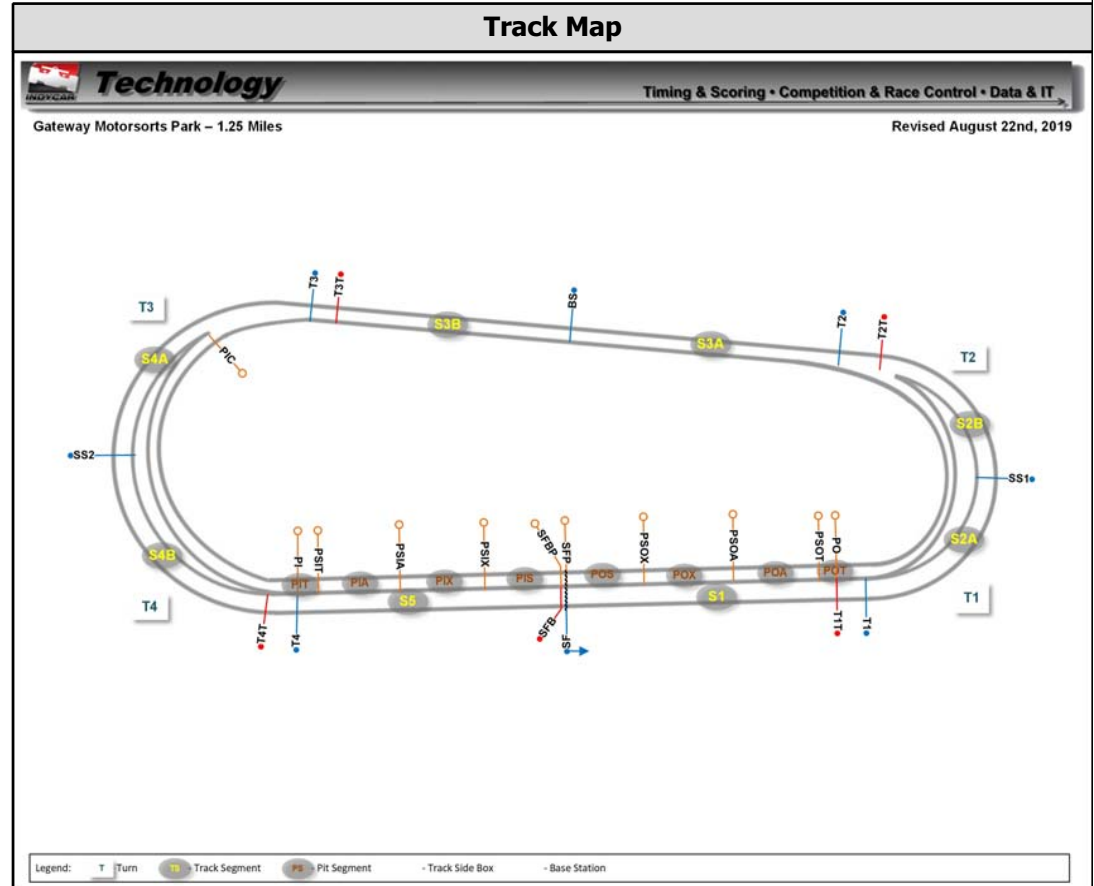 Track Map
INDYCAR
Technology
Timing & Scoring • Competition & Race Control • Data & IT
Gateway Motorsorts Park – 1.25 Miles
Revised August 22nd, 2019
T3
T3T
BS
T2
T2T
T3
S3B
S3A
T2
S4A
PIC
S2B
SS2
SS1
PI
PSIT
PSIA
PSIX
SFBP
SFP
PSOX
PSOA
PSOT
PO
S4B
S2A
PIT
PIA
PIX
PIS
POS
POX
POA
POT
S5
S1
T4
T1
T4T
T4
SFB
SF
T1T
T1
Legend: T Turn TS - Track Segment PS - Pit Segment - Track Side Box - Base Station